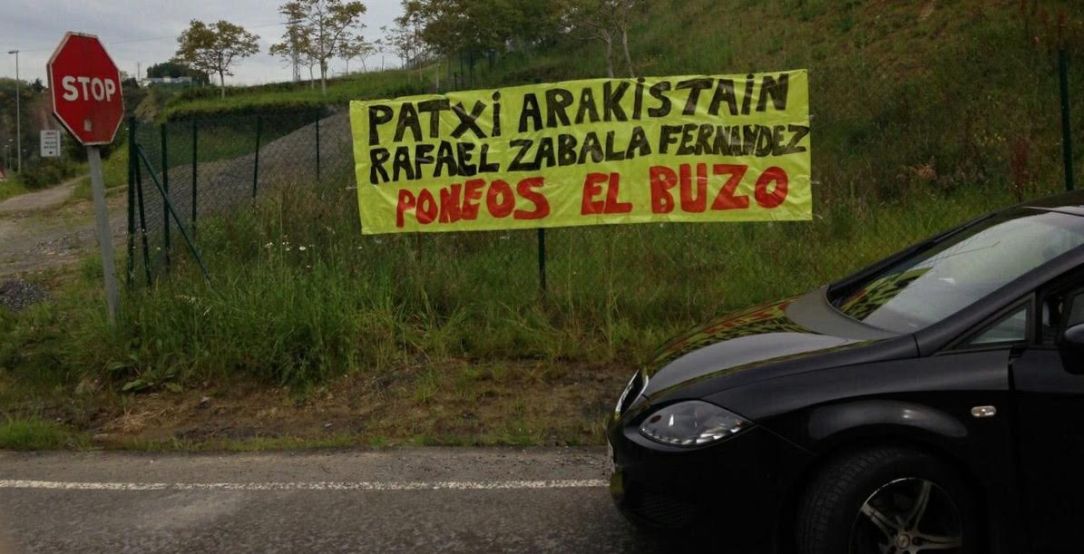 STOP
PATXi ARAKISTAIN
RAFAEL ZABALA FERNANDEZ
PONEOS EL BUZO